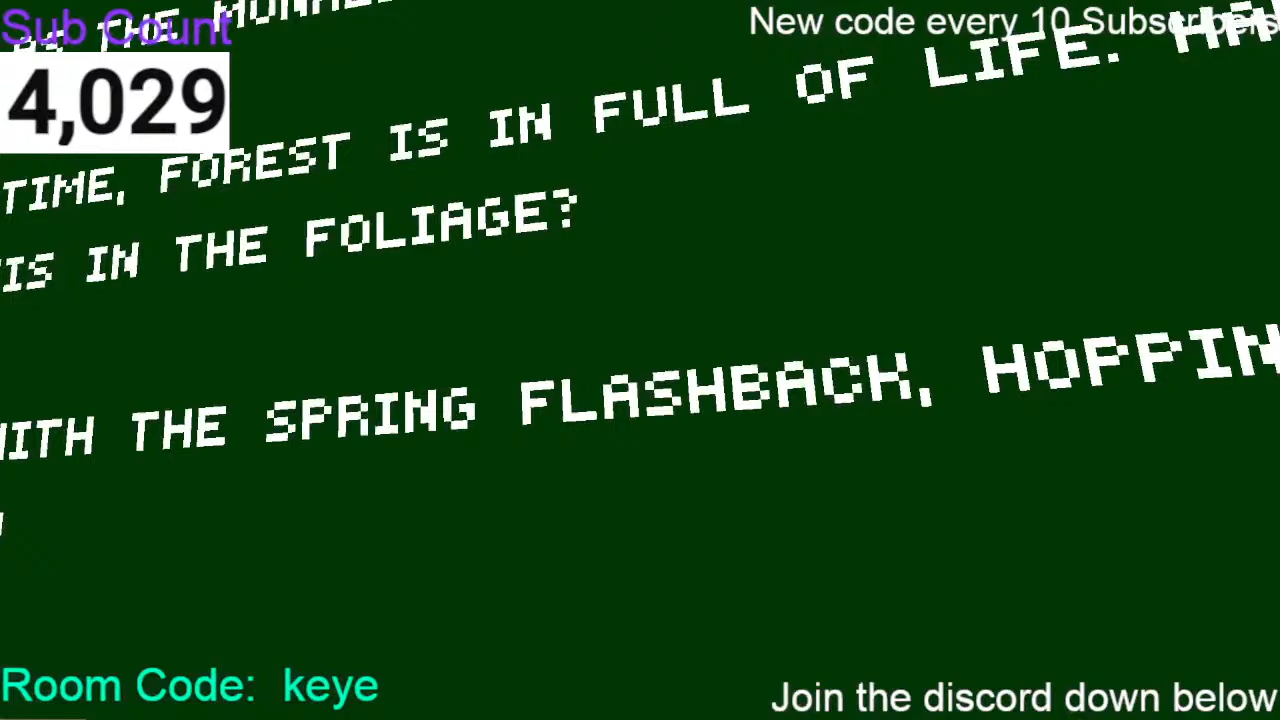 Sub Count
4,029
New code every 10 Subscribers
THE
TIME, FOREST IS IN FULL OF LIFE.
IS IN THE FOLIAGE?
WITH THE SPRING FLASHBACK, HOPPIN
Room Code: keye
Join the discord down below